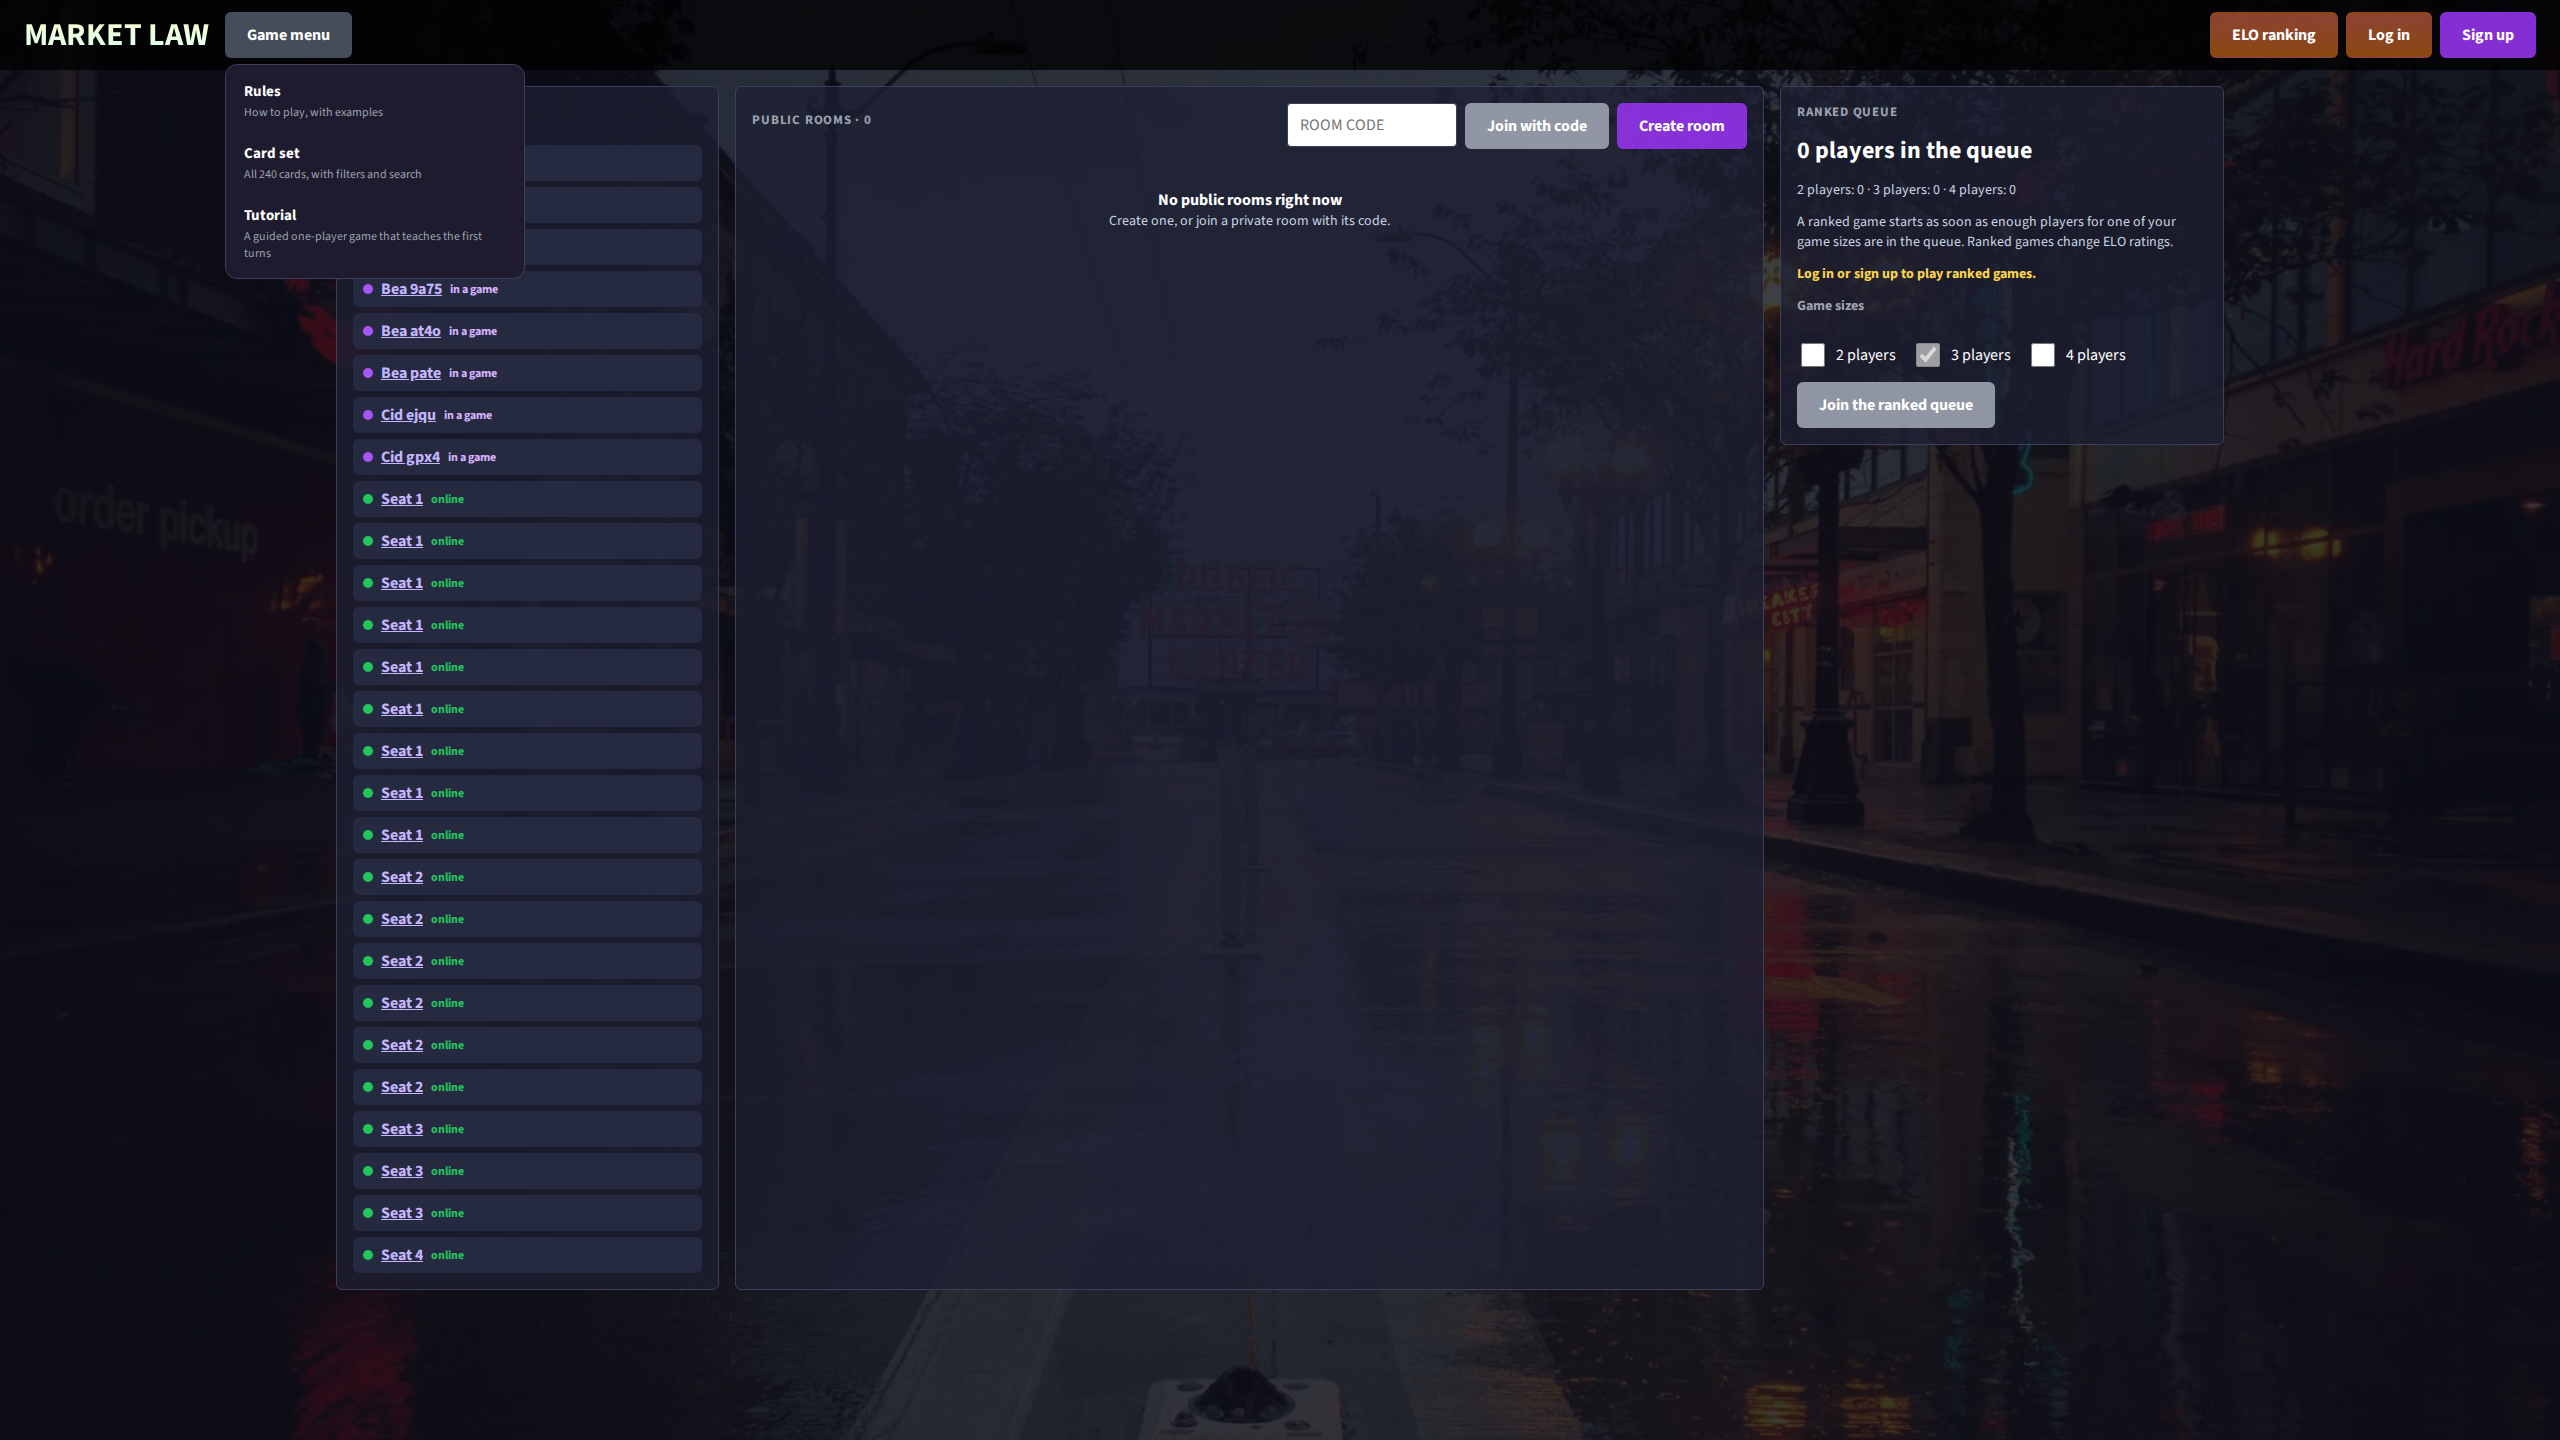 MARKET LAW
Game menu
ELO ranking
Log in
Sign up
Rules
How to play, with examples
Card set
All 240 cards, with filters and search
Tutorial
A guided one-player game that teaches the first
turns
Bea 9a75 in a game
Bea at4o in a game
Bea pate in a game
Cid ejqu in a game
Cid gpx4 in a game
Seat 1 online
Seat 1 online
Seat 1 online
Seat 1 online
Seat 1 online
Seat 1 online
Seat 1 online
Seat 1 online
Seat 1 online
Seat 2 online
Seat 2 online
Seat 2 online
Seat 2 online
Seat 2 online
Seat 2 online
Seat 3 online
Seat 3 online
Seat 3 online
Seat 4 online
PUBLIC ROOMS · 0
ROOM CODE
Join with code
Create room
No public rooms right now
Create one, or join a private room with its code.
RANKED QUEUE
0 players in the queue
2 players: 0 · 3 players: 0 · 4 players: 0
A ranked game starts as soon as enough players for one of your
game sizes are in the queue. Ranked games change ELO ratings.
Log in or sign up to play ranked games.
Game sizes
2 players
3 players
4 players
Join the ranked queue
order pickup
PUBLIC
MARKET
CENTER
SNEAKER
CITY
Hard Rock